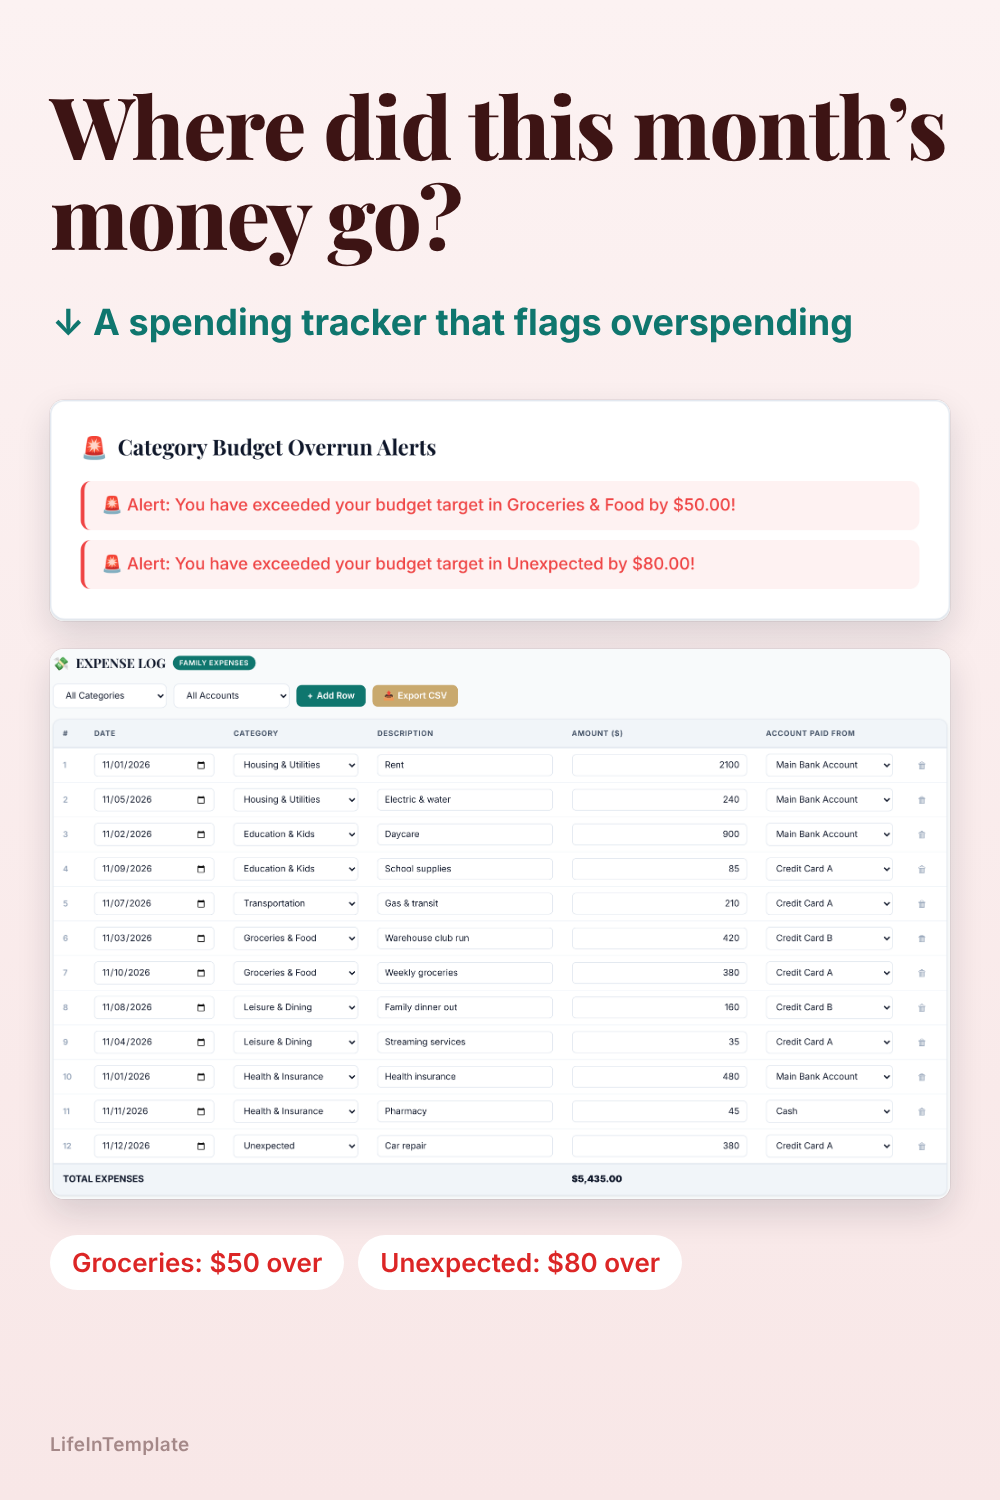 Where did this month’s
money go?
↓ A spending tracker that flags overspending
🚨 Category Budget Overrun Alerts
🚨 Alert: You have exceeded your budget target in Groceries & Food by $50.00!
🚨 Alert: You have exceeded your budget target in Unexpected by $80.00!
💸 EXPENSE LOG FAMILY EXPENSES
All Categories All Accounts + Add Row 📤 Export CSV
# DATE CATEGORY DESCRIPTION AMOUNT ($) ACCOUNT PAID FROM
1 11/01/2026 Housing & Utilities Rent 2100 Main Bank Account
2 11/05/2026 Housing & Utilities Electric & water 240 Main Bank Account
3 11/02/2026 Education & Kids Daycare 900 Main Bank Account
4 11/09/2026 Education & Kids School supplies 85 Credit Card A
5 11/07/2026 Transportation Gas & transit 210 Credit Card A
6 11/03/2026 Groceries & Food Warehouse club run 420 Credit Card B
7 11/10/2026 Groceries & Food Weekly groceries 380 Credit Card A
8 11/08/2026 Leisure & Dining Family dinner out 160 Credit Card B
9 11/04/2026 Leisure & Dining Streaming services 35 Credit Card A
10 11/01/2026 Health & Insurance Health insurance 480 Main Bank Account
11 11/11/2026 Health & Insurance Pharmacy 45 Cash
12 11/12/2026 Unexpected Car repair 380 Credit Card A
TOTAL EXPENSES $5,435.00
Groceries: $50 over Unexpected: $80 over
LifeInTemplate